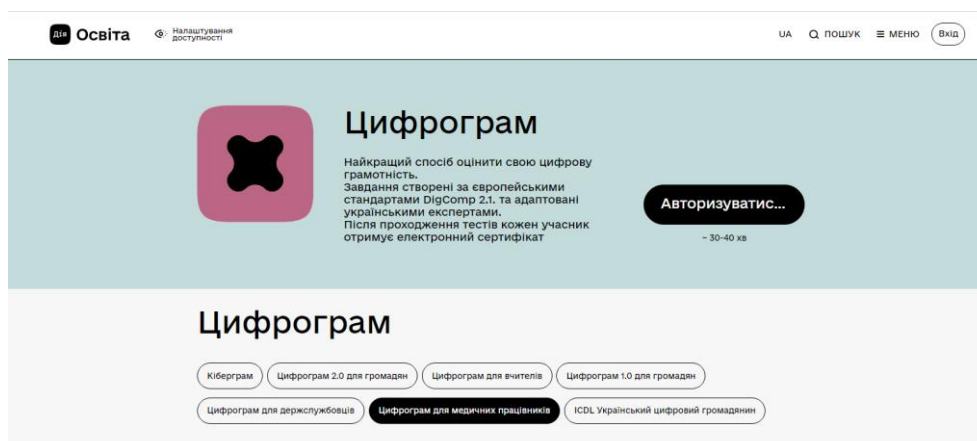 Дія Освіта
Налаштування
доступності
UA
ПОШУК
МЕНЮ
Вхід
Цифрограм
Найкращий спосіб оцінити свою цифрову
грамотність.
Завдання створені за європейськими
стандартами DigComp 2.1. та адаптовані
українськими експертами.
Після проходження тестів кожен учасник
отримує електронний сертифікат
Авторизуватис...
~ 30-40 хв
Цифрограм
Кіберграм
Цифрограм 2.0 для громадян
Цифрограм для вчителів
Цифрограм 1.0 для громадян
Цифрограм для держслужбовців
Цифрограм для медичних працівників
ICDL Український цифровий громадянин